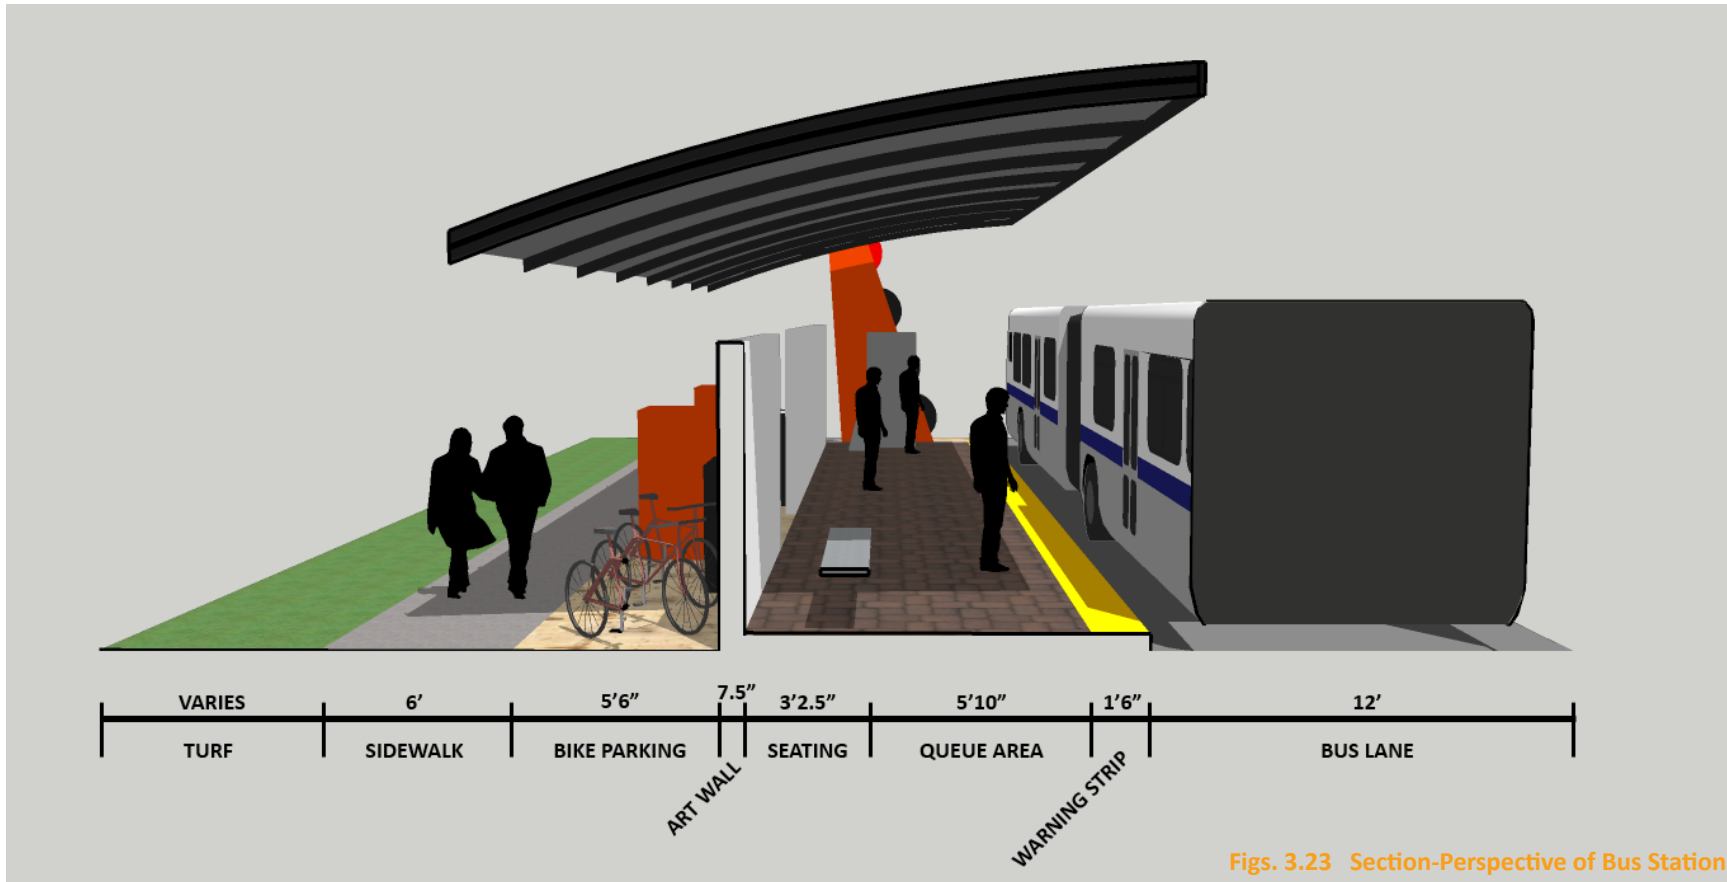 VARIES 6’ 5’6” 7.5” 3’2.5” 5’10” 1’6” 12’
TURF SIDEWALK BIKE PARKING SEATING QUEUE AREA BUS LANE
ART WALL
WARNING STRIP
Figs. 3.23 Section-Perspective of Bus Station